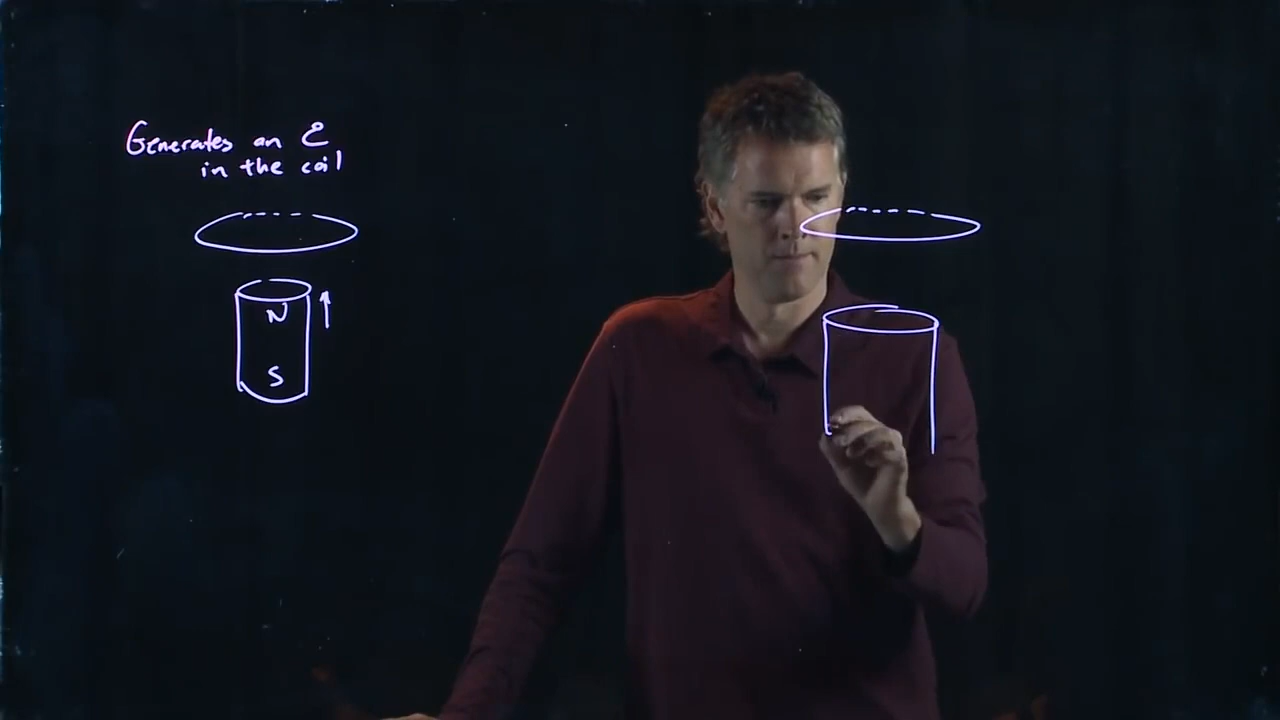 Generates an ε
in the coil
N
S